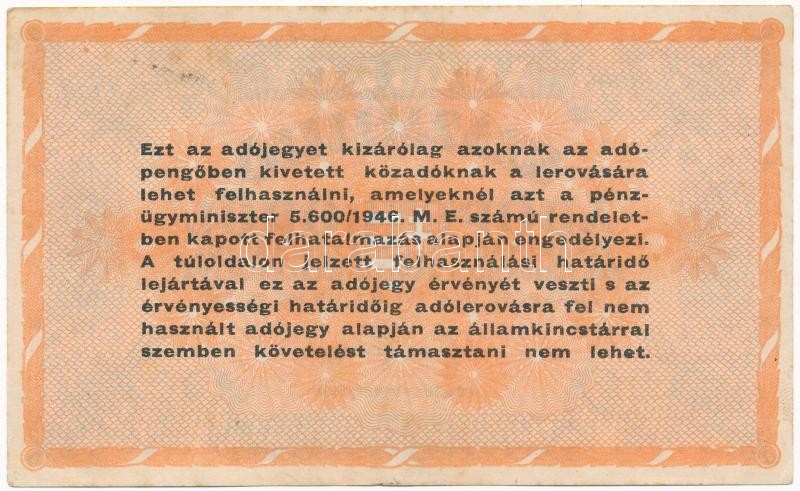 Ezt az adójegyet kizárólag azoknak az adó-
pengőben kivetett közadóknak a lerovására
lehet felhasználni, amelyeknél azt a pénz-
ügyminiszter 5.600/1946. M. E. számú rendelet-
ben kapott felhatalmazás alapján engedélyezi.
darabanth
A túloldalon jelzett felhasználási határidő
lejártával ez az adójegy érvényét veszti s az
érvényességi határidőig adólerovásra fel nem
használt adójegy alapján az államkincstárral
szemben követelést támasztani nem lehet.